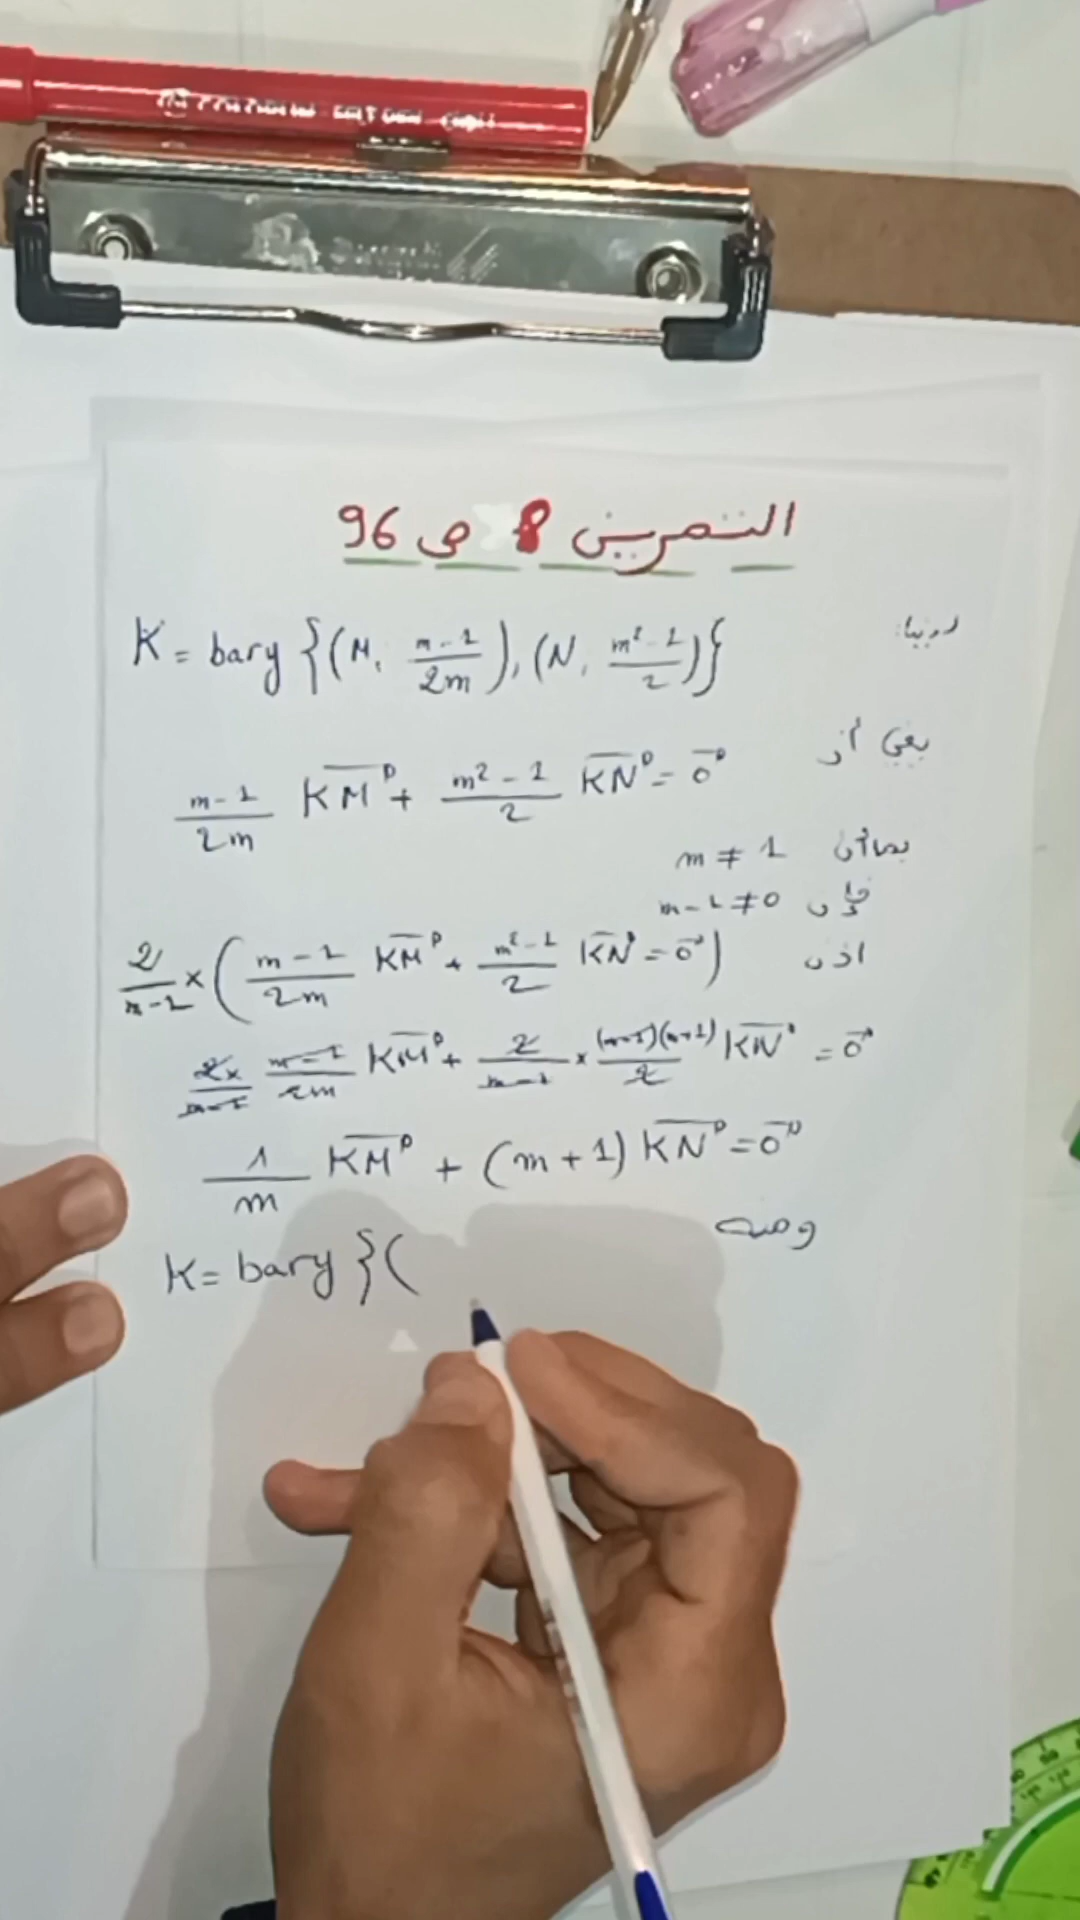 التمرين 8 ص 96
لدينا: K = bary {(M, m-1/2m), (N, m²-1/2)}
يعني أن
m-1/2m KM⃗ + m²-1/2 KN⃗ = 0⃗
بما أن m ≠ 1
فإن m-1 ≠ 0
اذن 2/m-1 × (m-1/2m KM⃗ + m²-1/2 KN⃗ = 0⃗)
2/m-1 × m-1/2m KM⃗ + 2/m-1 × (m-1)(m+1)/2 KN⃗ = 0⃗
1/m KM⃗ + (m+1) KN⃗ = 0⃗
ومنه
K = bary }(